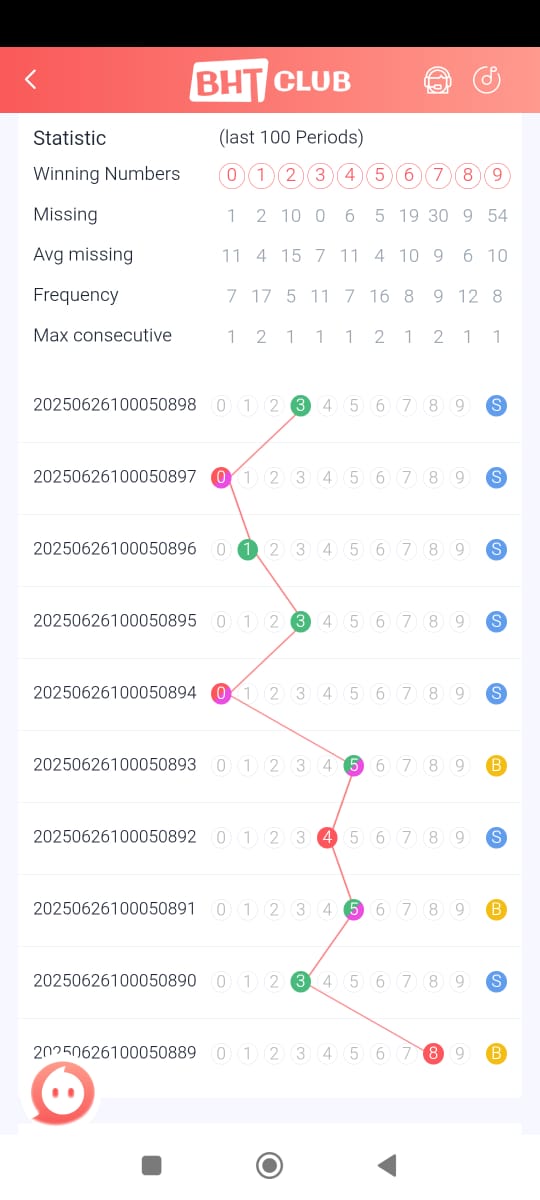 BHT CLUB
Statistic (last 100 Periods)
Winning Numbers 0 1 2 3 4 5 6 7 8 9
Missing 1 2 10 0 6 5 19 30 9 54
Avg missing 11 4 15 7 11 4 10 9 6 10
Frequency 7 17 5 11 7 16 8 9 12 8
Max consecutive 1 2 1 1 1 2 1 2 1 1
20250626100050898 0 1 2 3 4 5 6 7 8 9 S
20250626100050897 0 1 2 3 4 5 6 7 8 9 S
20250626100050896 0 1 2 3 4 5 6 7 8 9 S
20250626100050895 0 1 2 3 4 5 6 7 8 9 S
20250626100050894 0 1 2 3 4 5 6 7 8 9 S
20250626100050893 0 1 2 3 4 5 6 7 8 9 B
20250626100050892 0 1 2 3 4 5 6 7 8 9 S
20250626100050891 0 1 2 3 4 5 6 7 8 9 B
20250626100050890 0 1 2 3 4 5 6 7 8 9 S
20250626100050889 0 1 2 3 4 5 6 7 8 9 B